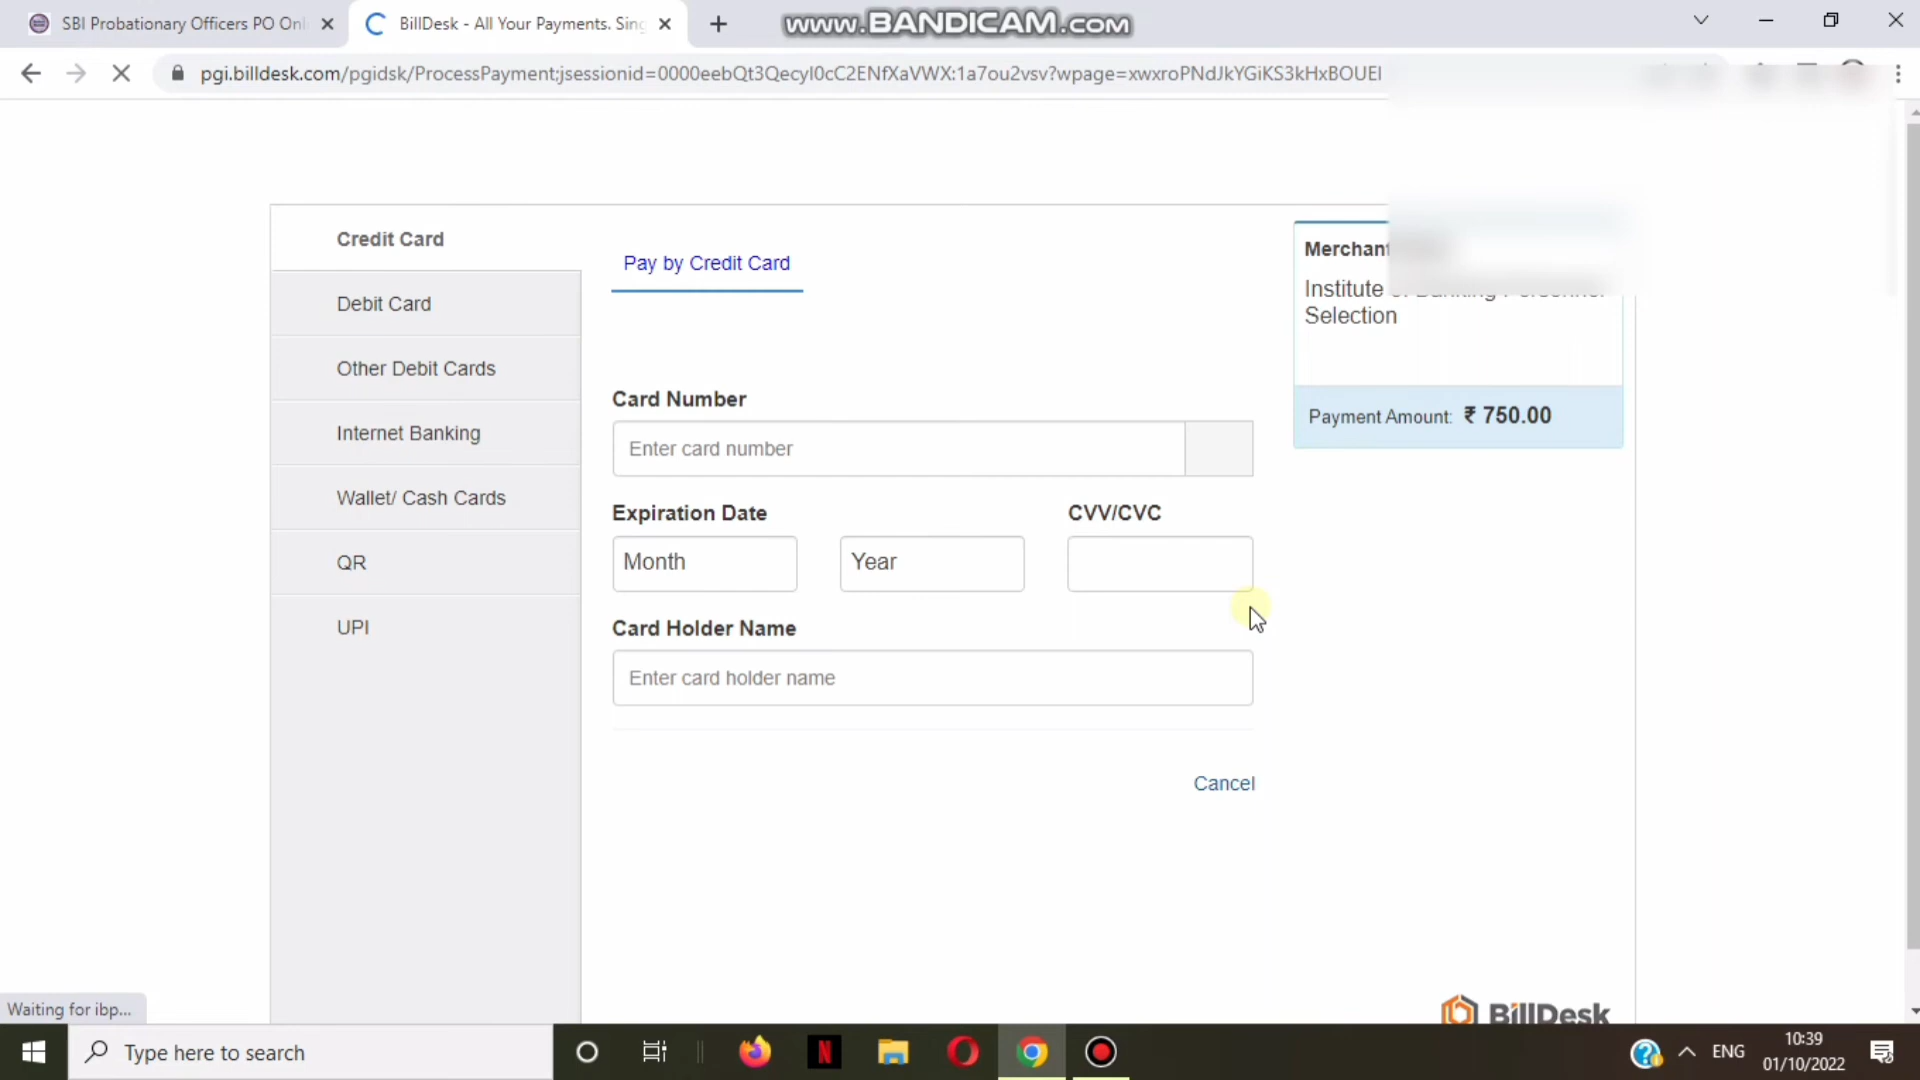 SBI Probationary Officers PO Onl
BillDesk - All Your Payments. Sing
www.BANDICAM.com
pgi.billdesk.com/pgidsk/ProcessPayment;jsessionid=0000eebQt3QecyI0cC2ENfXaVWX:1a7ou2vsv?wpage=xwxroPNdJkYGiKS3kHxBOUEI
Credit Card
Debit Card
Other Debit Cards
Internet Banking
Wallet/ Cash Cards
QR
UPI
Pay by Credit Card
Card Number
Enter card number
Expiration Date
CVV/CVC
Month
Year
Card Holder Name
Enter card holder name
Cancel
Merchant
Institute of Banking Personnel
Selection
Payment Amount: ₹ 750.00
BillDesk
Waiting for ibp...
Type here to search
ENG
10:39
01/10/2022